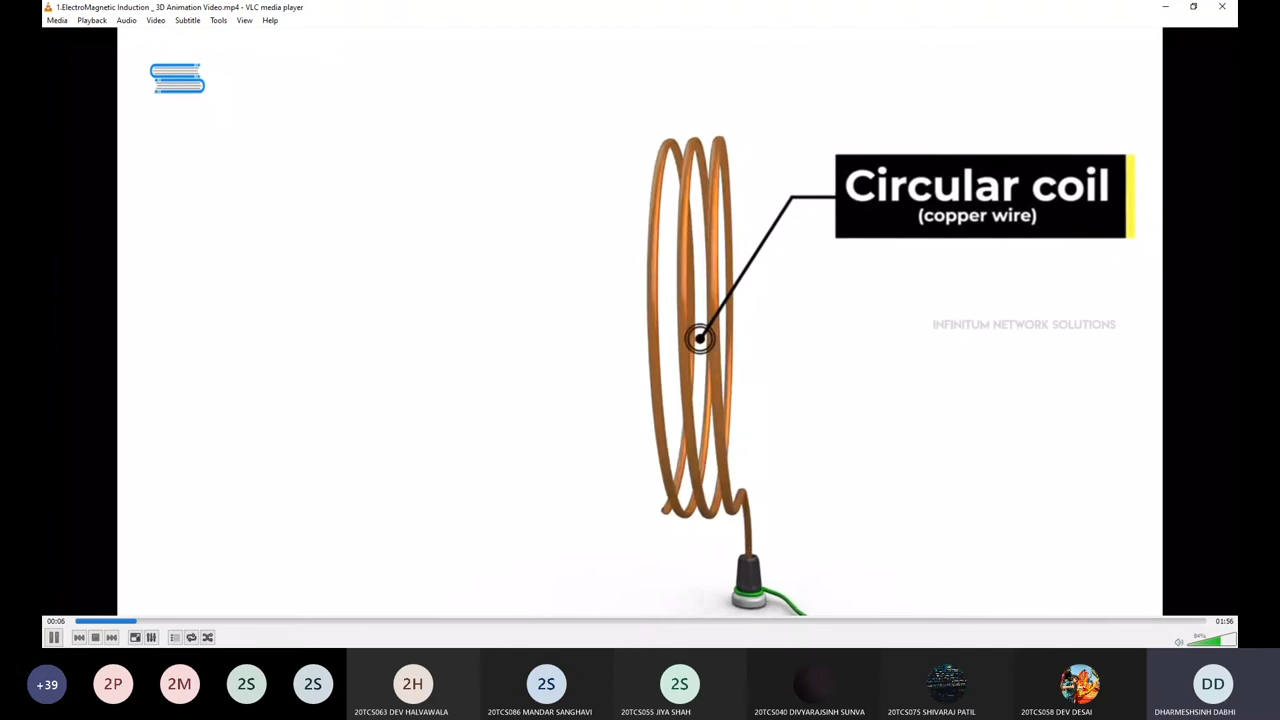 1.ElectroMagnetic Induction _ 3D Animation Video.mp4 - VLC media player
Media Playback Audio Video Subtitle Tools View Help
Circular coil
(copper wire)
INFINITUM NETWORK SOLUTIONS
00:06 01:56
84%
+39 2P 2M 2S 2S 2H 2S 2S DD
20TCS063 DEV HALVAWALA 20TCS086 MANDAR SANGHAVI 20TCS055 JIYA SHAH 20TCS040 DIVYARAJSINH SUNVA 20TCS075 SHIVARAJ PATIL 20TCS058 DEV DESAI DHARMESHSINH DABHI